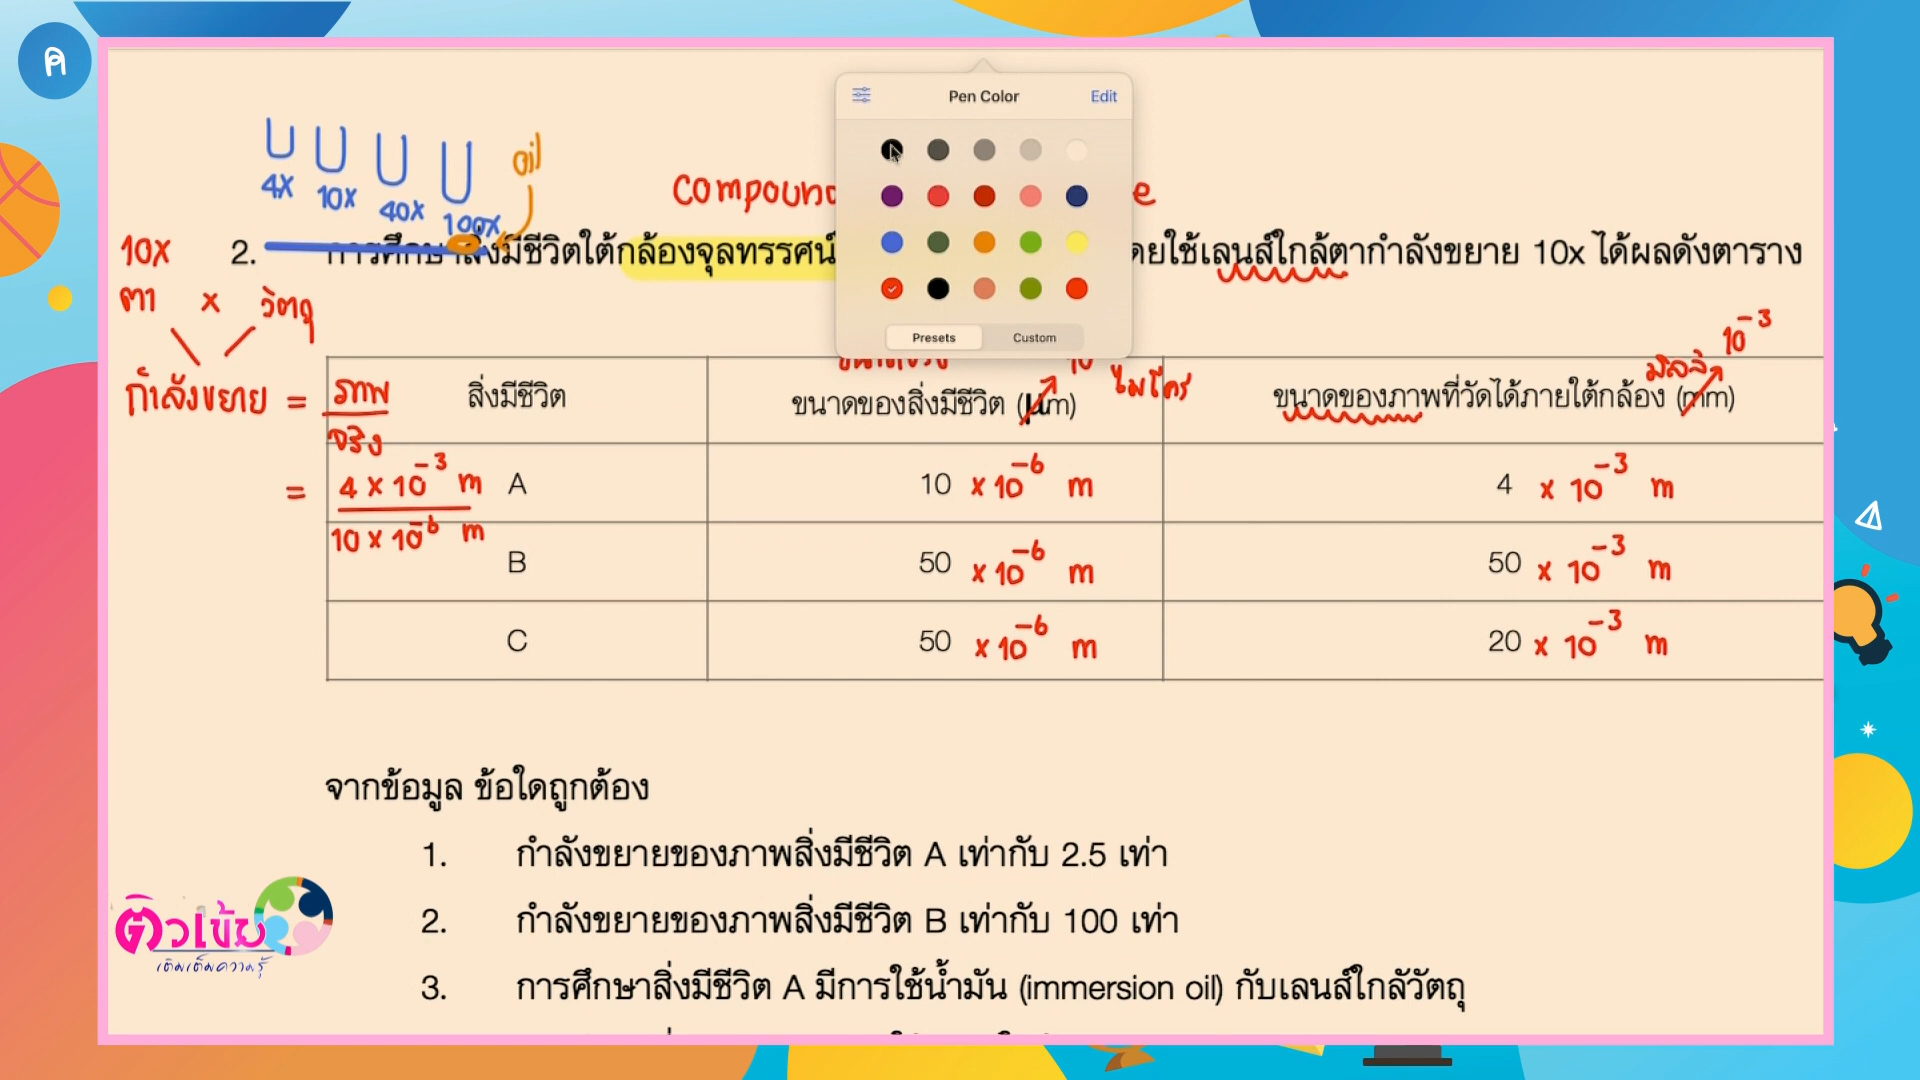 ค
Pen Color
Edit
Presets
Custom
4x 10x 40x 100x oil
2. การศึกษาสิ่งมีชีวิตใต้กล้องจุลทรรศน์
โดยใช้เลนส์ใกล้ตากำลังขยาย 10x ได้ผลดังตาราง
10x
ตา x วัตถุ
กำลังขยาย = ภาพ
จริง
= 4 x 10⁻³ m
10 x 10⁻⁶ m
มิลลิ 10⁻³
ไมโคร
สิ่งมีชีวิต ขนาดของสิ่งมีชีวิต (μm) ขนาดของภาพที่วัดได้ภายใต้กล้อง (mm)
A 10 x 10⁻⁶ m 4 x 10⁻³ m
B 50 x 10⁻⁶ m 50 x 10⁻³ m
C 50 x 10⁻⁶ m 20 x 10⁻³ m
จากข้อมูล ข้อใดถูกต้อง
1. กำลังขยายของภาพสิ่งมีชีวิต A เท่ากับ 2.5 เท่า
2. กำลังขยายของภาพสิ่งมีชีวิต B เท่ากับ 100 เท่า
3. การศึกษาสิ่งมีชีวิต A มีการใช้น้ำมัน (immersion oil) กับเลนส์ใกล้วัตถุ
ติวเข้ม
เติมเต็มความรู้